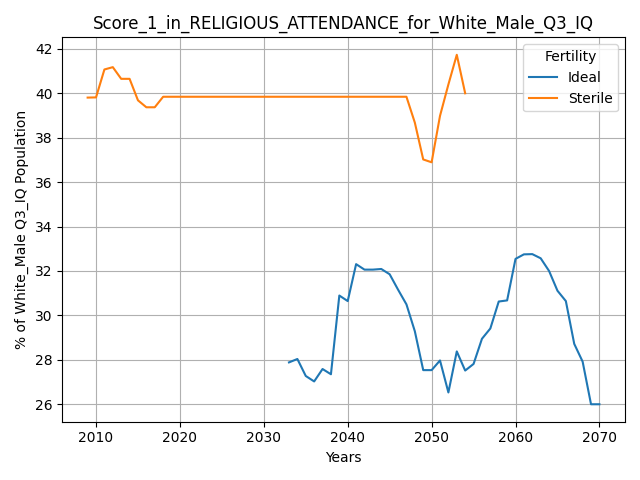 Score_1_in_RELIGIOUS_ATTENDANCE_for_White_Male_Q3_IQ
Fertility
Ideal
Sterile
% of White_Male Q3_IQ Population
42
40
38
36
34
32
30
28
26
2010
2020
2030
2040
2050
2060
2070
Years